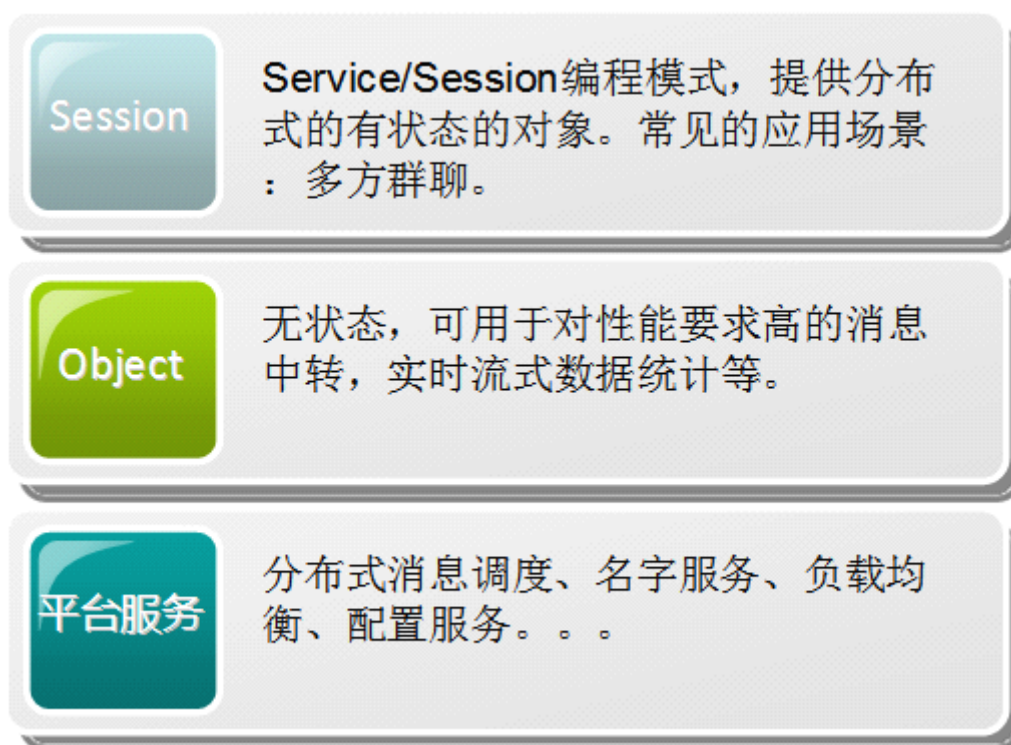 Session
Service/Session编程模式，提供分布
式的有状态的对象。常见的应用场景
：多方群聊。
Object
无状态，可用于对性能要求高的消息
中转，实时流式数据统计等。
平台服务
分布式消息调度、名字服务、负载均
衡、配置服务。。。